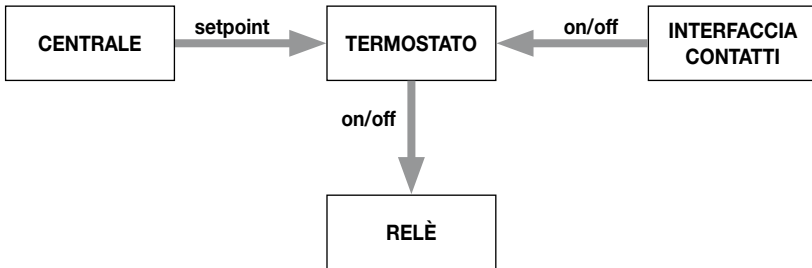 CENTRALE
setpoint
TERMOSTATO
on/off
INTERFACCIA
CONTATTI
on/off
RELÈ